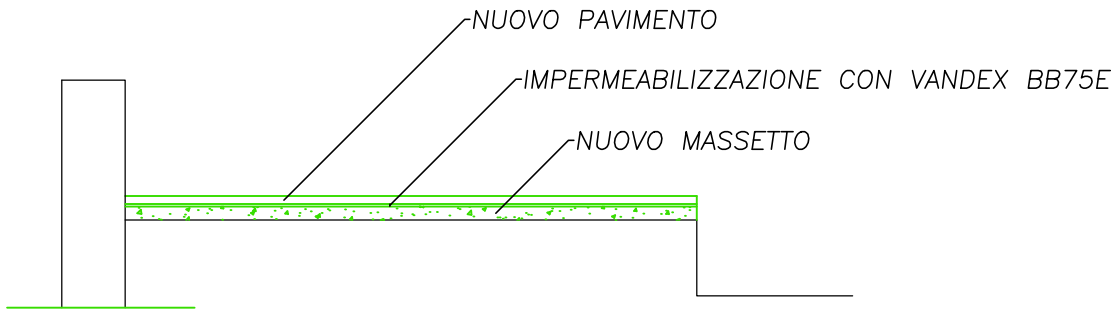 NUOVO PAVIMENTO
IMPERMEABILIZZAZIONE CON VANDEX BB75E
NUOVO MASSETTO